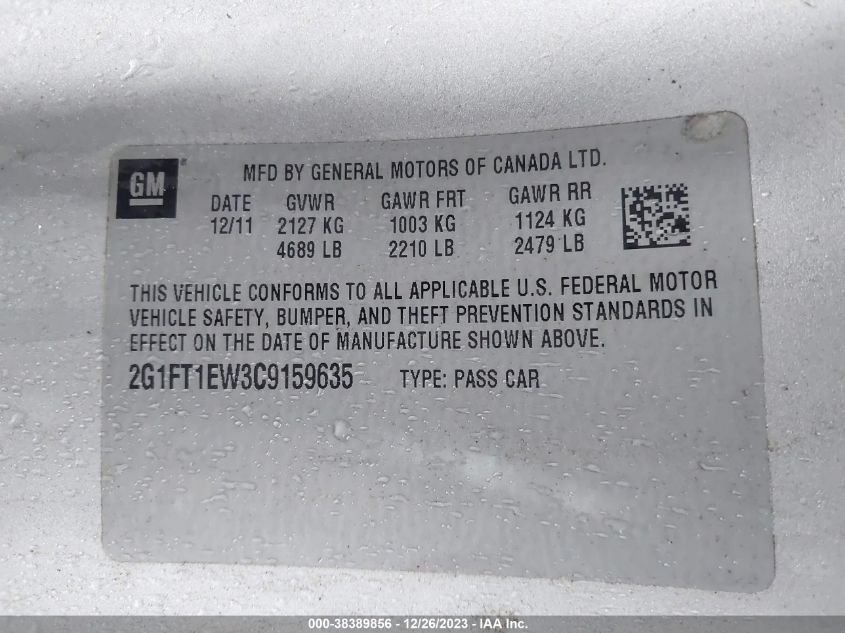 GM®
MFD BY GENERAL MOTORS OF CANADA LTD.
DATE GVWR GAWR FRT GAWR RR
12/11 2127 KG 1003 KG 1124 KG
4689 LB 2210 LB 2479 LB
THIS VEHICLE CONFORMS TO ALL APPLICABLE U.S. FEDERAL MOTOR
VEHICLE SAFETY, BUMPER, AND THEFT PREVENTION STANDARDS IN
EFFECT ON THE DATE OF MANUFACTURE SHOWN ABOVE.
2G1FT1EW3C9159635 TYPE: PASS CAR
000-38389856 - 12/26/2023 - IAA Inc.